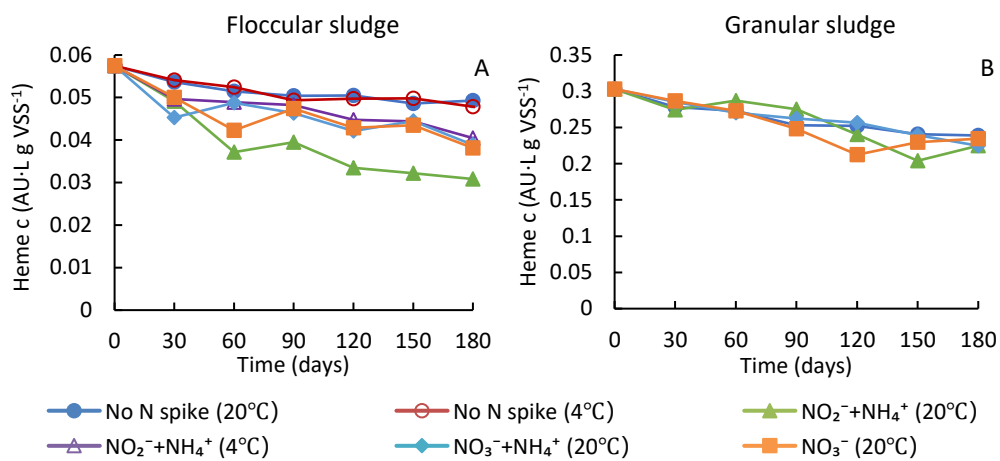 Floccular sludge
Granular sludge
A
B
Heme c (AU·L g VSS⁻¹)
0.06
0.05
0.04
0.03
0.02
0.01
0
0 30 60 90 120 150 180
Time (days)
Heme c (AU·L g VSS⁻¹)
0.35
0.3
0.25
0.2
0.15
0.1
0.05
0
0 30 60 90 120 150 180
Time (days)
No N spike (20℃)
No N spike (4℃)
NO₂⁻+NH₄⁺ (20℃)
NO₂⁻+NH₄⁺ (4℃)
NO₃⁻+NH₄⁺ (20℃)
NO₃⁻ (20℃)